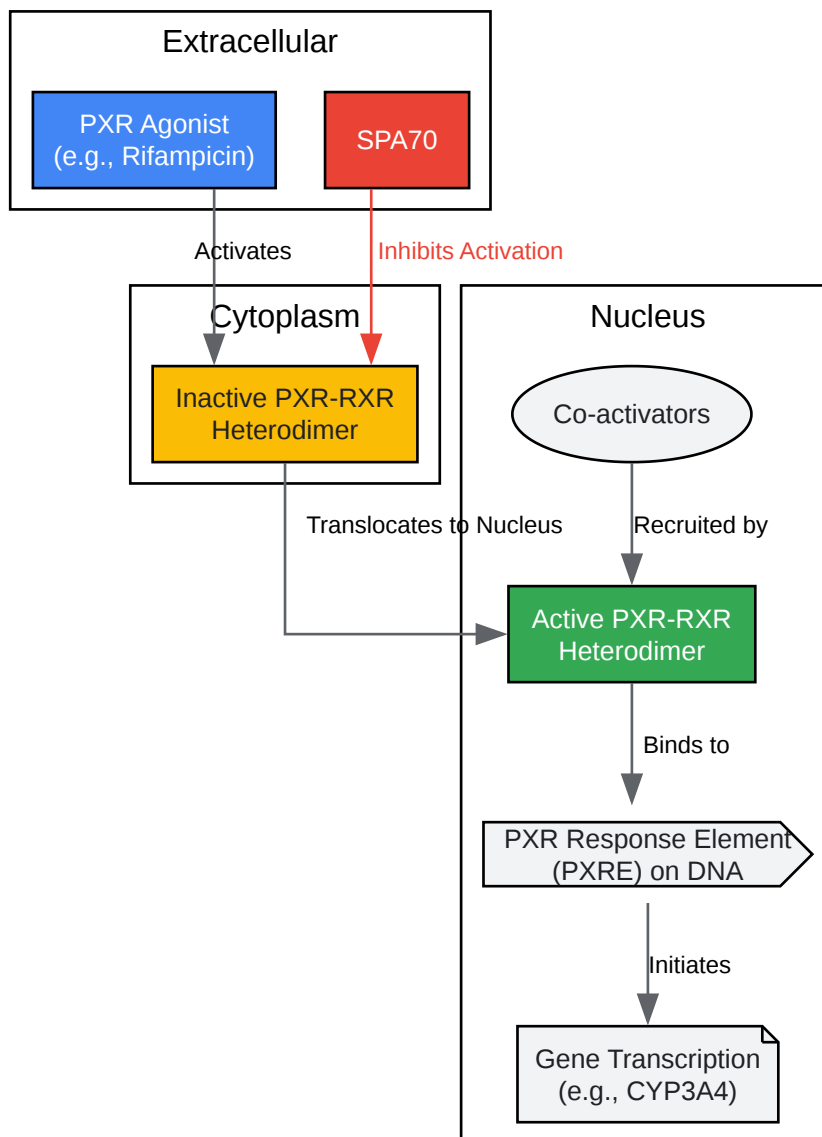 Extracellular
PXR Agonist
(e.g., Rifampicin)
SPA70
Activates
Inhibits Activation
Cytoplasm
Inactive PXR-RXR
Heterodimer
Nucleus
Co-activators
Translocates to Nucleus
Recruited by
Active PXR-RXR
Heterodimer
Binds to
PXR Response Element
(PXRE) on DNA
Initiates
Gene Transcription
(e.g., CYP3A4)